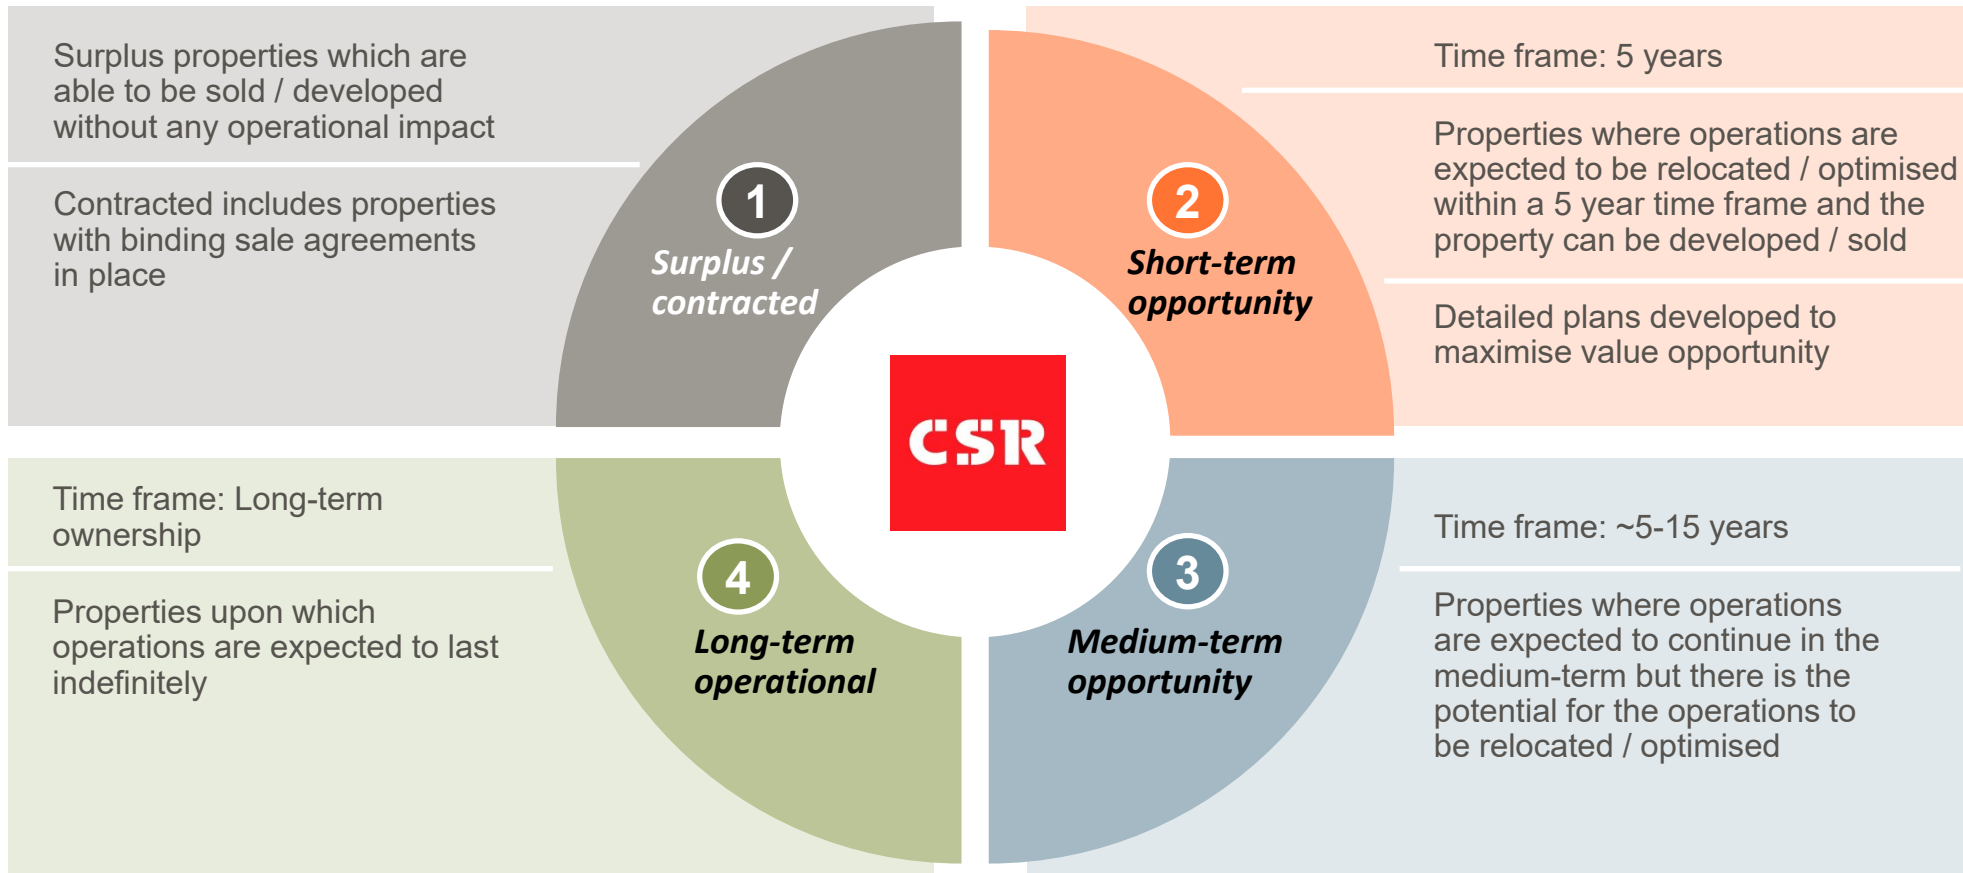 Surplus properties which are
able to be sold / developed
without any operational impact
Contracted includes properties
with binding sale agreements
in place
1
Surplus /
contracted
2
Short-term
opportunity
Time frame: 5 years
Properties where operations are
expected to be relocated / optimised
within a 5 year time frame and the
property can be developed / sold
Detailed plans developed to
maximise value opportunity
CSR
Time frame: Long-term
ownership
Properties upon which
operations are expected to last
indefinitely
4
Long-term
operational
3
Medium-term
opportunity
Time frame: ~5-15 years
Properties where operations
are expected to continue in the
medium-term but there is the
potential for the operations to
be relocated / optimised